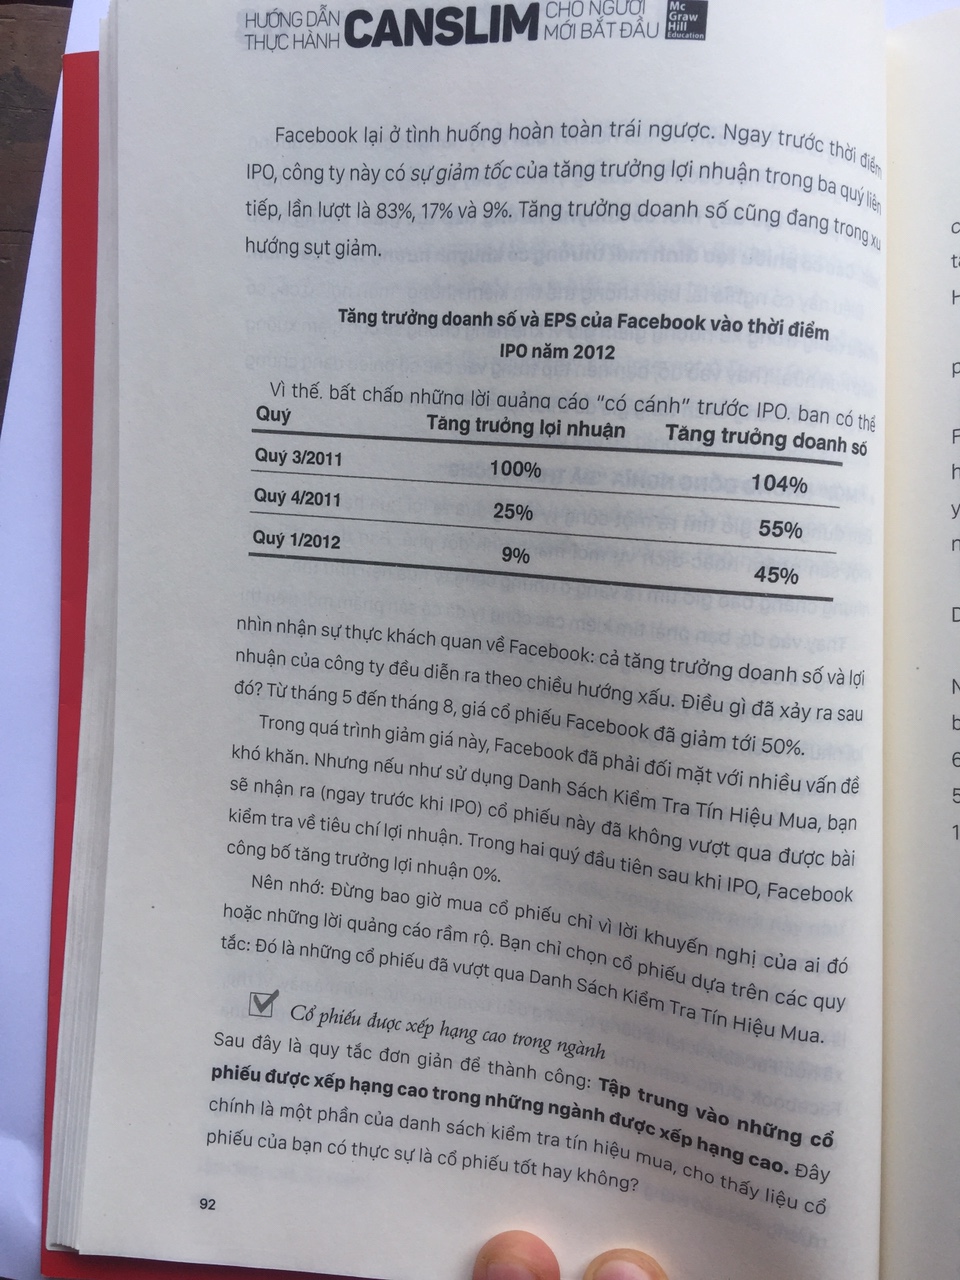 HƯỚNG DẪN
THỰC HÀNH
CANSLIM
CHO NGƯỜI
MỚI BẮT ĐẦU
Mc
Graw
Hill
Education
Facebook lại ở tình huống hoàn toàn trái ngược. Ngay trước thời điểm
IPO, công ty này có sự giảm tốc của tăng trưởng lợi nhuận trong ba quý liên
tiếp, lần lượt là 83%, 17% và 9%. Tăng trưởng doanh số cũng đang trong xu
hướng sụt giảm.
Tăng trưởng doanh số và EPS của Facebook vào thời điểm
IPO năm 2012
Vì thế, bất chấp những lời quảng cáo “có cánh” trước IPO, bạn có thể
Quý Tăng trưởng lợi nhuận Tăng trưởng doanh số
Quý 3/2011 100% 104%
Quý 4/2011 25% 55%
Quý 1/2012 9% 45%
nhìn nhận sự thực khách quan về Facebook: cả tăng trưởng doanh số và lợi
nhuận của công ty đều diễn ra theo chiều hướng xấu. Điều gì đã xảy ra sau
đó? Từ tháng 5 đến tháng 8, giá cổ phiếu Facebook đã giảm tới 50%.
Trong quá trình giảm giá này, Facebook đã phải đối mặt với nhiều vấn đề
khó khăn. Nhưng nếu như sử dụng Danh Sách Kiểm Tra Tín Hiệu Mua, bạn
sẽ nhận ra (ngay trước khi IPO) cổ phiếu này đã không vượt qua được bài
kiểm tra về tiêu chí lợi nhuận. Trong hai quý đầu tiên sau khi IPO, Facebook
công bố tăng trưởng lợi nhuận 0%.
Nên nhớ: Đừng bao giờ mua cổ phiếu chỉ vì lời khuyến nghị của ai đó
hoặc những lời quảng cáo rầm rộ. Bạn chỉ chọn cổ phiếu dựa trên các quy
tắc: Đó là những cổ phiếu đã vượt qua Danh Sách Kiểm Tra Tín Hiệu Mua.
Cổ phiếu được xếp hạng cao trong ngành
Sau đây là quy tắc đơn giản để thành công: Tập trung vào những cổ
phiếu được xếp hạng cao trong những ngành được xếp hạng cao. Đây
chính là một phần của danh sách kiểm tra tín hiệu mua, cho thấy liệu cổ
phiếu của bạn có thực sự là cổ phiếu tốt hay không?
92